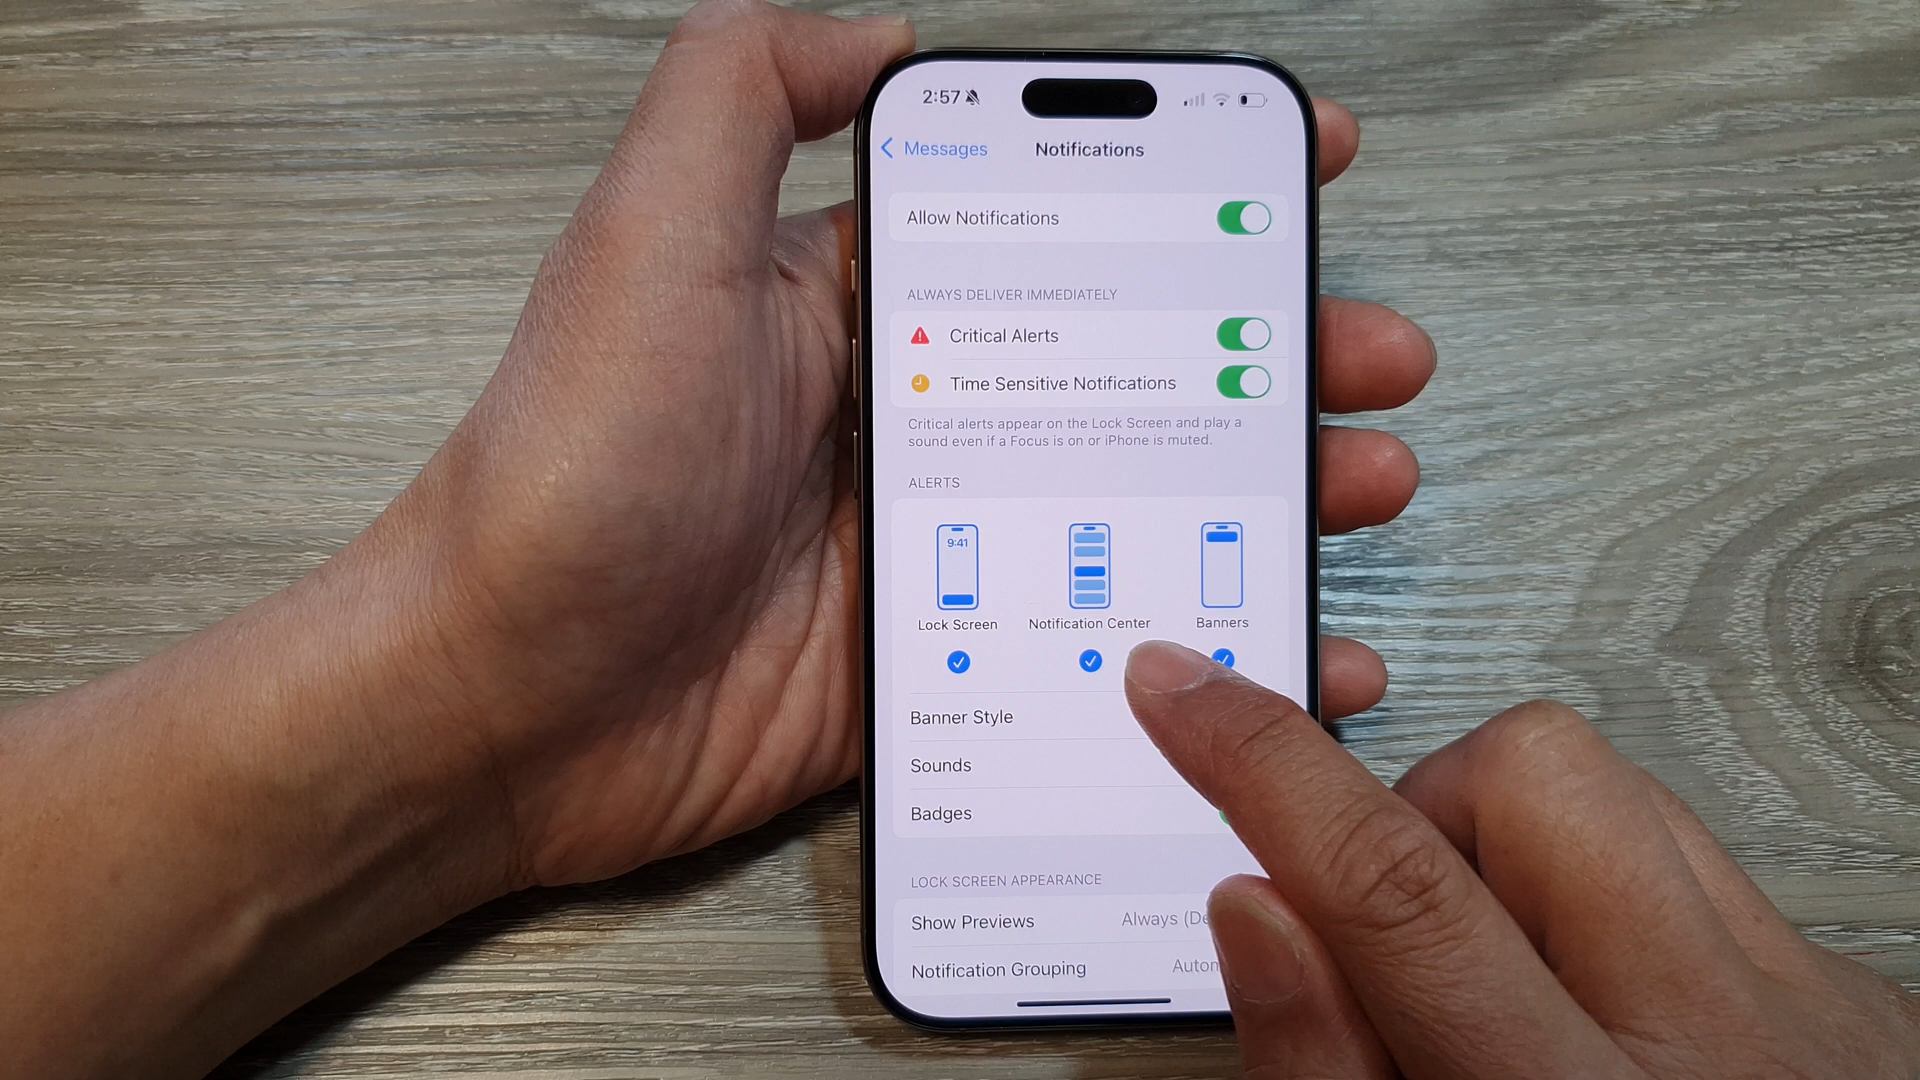 2:57
Messages
Notifications
Allow Notifications
ALWAYS DELIVER IMMEDIATELY
Critical Alerts
Time Sensitive Notifications
Critical alerts appear on the Lock Screen and play a
sound even if a Focus is on or iPhone is muted.
ALERTS
9:41
Lock Screen
Notification Center
Banners
Banner Style
Sounds
Badges
LOCK SCREEN APPEARANCE
Show Previews
Always
Notification Grouping